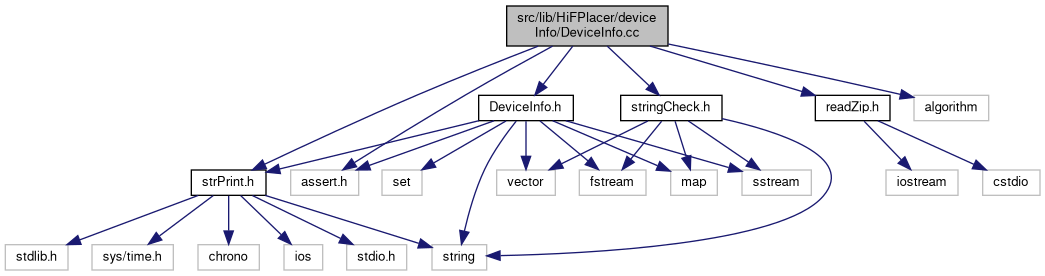 src/lib/HiFPlacer/device
Info/DeviceInfo.cc
DeviceInfo.h
stringCheck.h
readZip.h
algorithm
strPrint.h
assert.h
set
vector
fstream
map
sstream
iostream
cstdio
stdlib.h
sys/time.h
chrono
ios
stdio.h
string